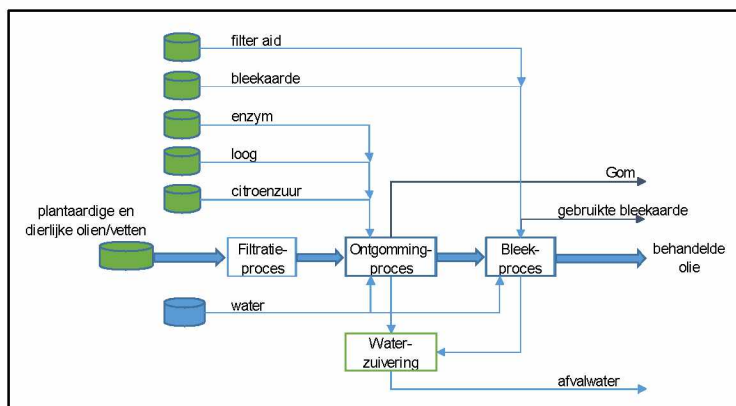 filter aid
bleekaarde
enzym
loog
citroenzuur
Gom
gebruikte bleekaarde
plantaardige en
dierlijke olien/vetten
Filtratie-
proces
Ontgomming-
proces
Bleek-
proces
behandelde
olie
water
Water-
zuivering
afvalwater